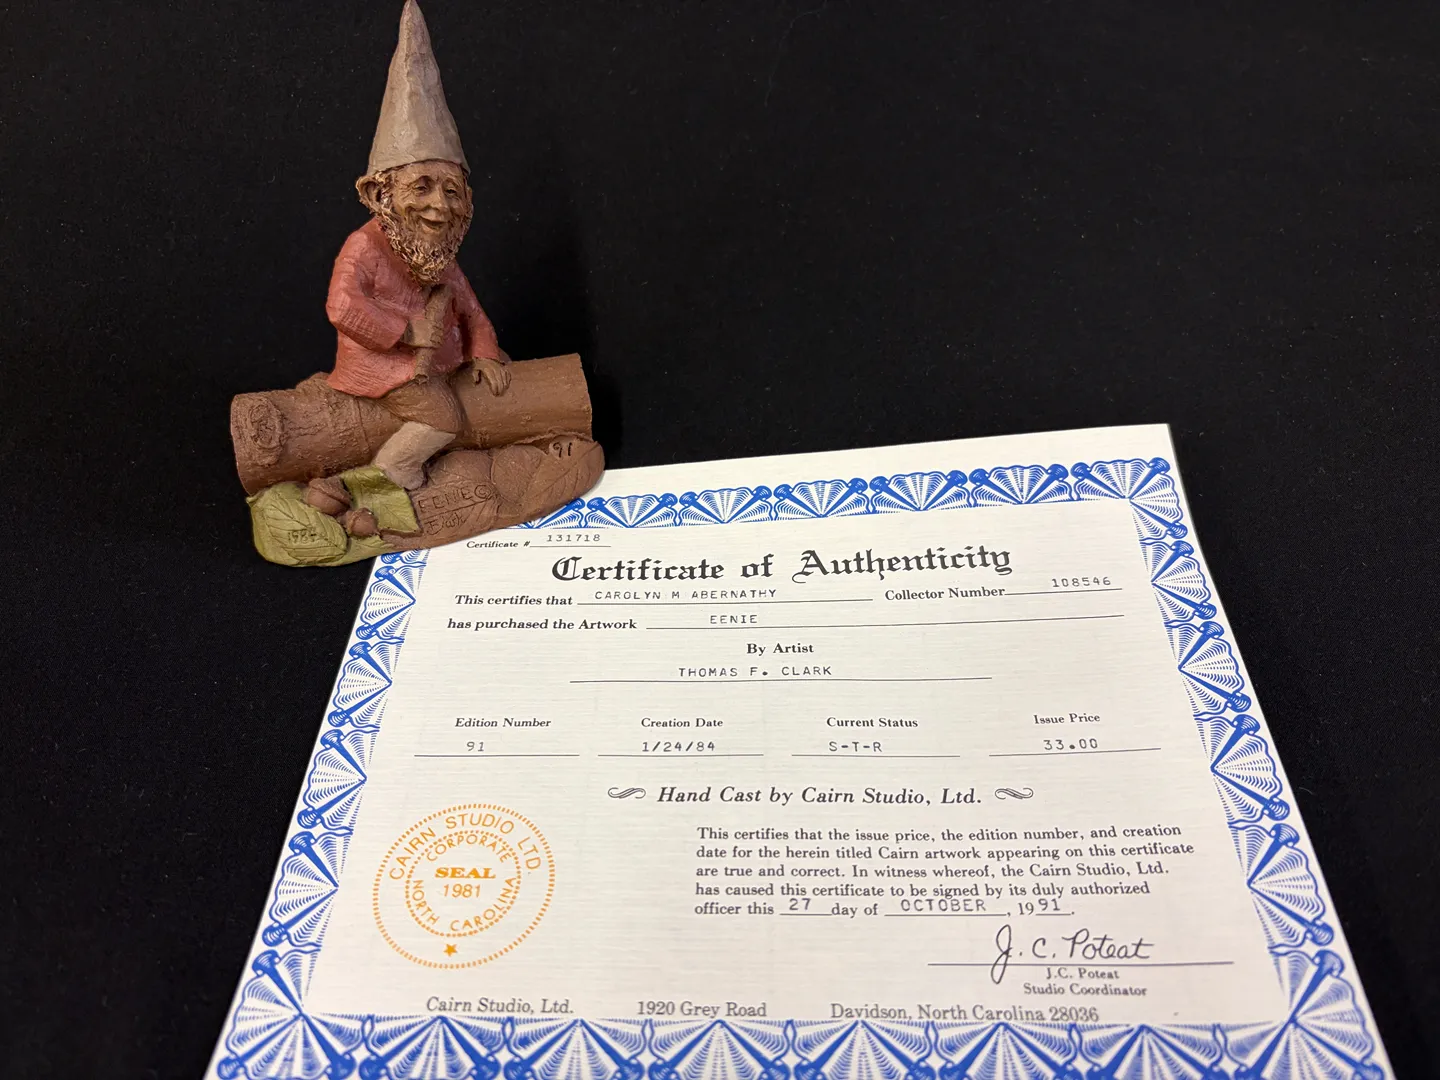 91
EENIE ©
1984
Certificate # 131718
Certificate of Authenticity
This certifies that CAROLYN M ABERNATHY Collector Number 108546
has purchased the Artwork EENIE
By Artist
THOMAS F. CLARK
Edition Number Creation Date Current Status Issue Price
91 1/24/84 S-T-R 33.00
Hand Cast by Cairn Studio, Ltd.
CAIRN STUDIO LTD.
CORPORATE
SEAL
1981
NORTH CAROLINA
This certifies that the issue price, the edition number, and creation
date for the herein titled Cairn artwork appearing on this certificate
are true and correct. In witness whereof, the Cairn Studio, Ltd.
has caused this certificate to be signed by its duly authorized
officer this 27 day of OCTOBER, 1991.
J. C. Poteat
J.C. Poteat
Studio Coordinator
Cairn Studio, Ltd. 1920 Grey Road Davidson, North Carolina 28036